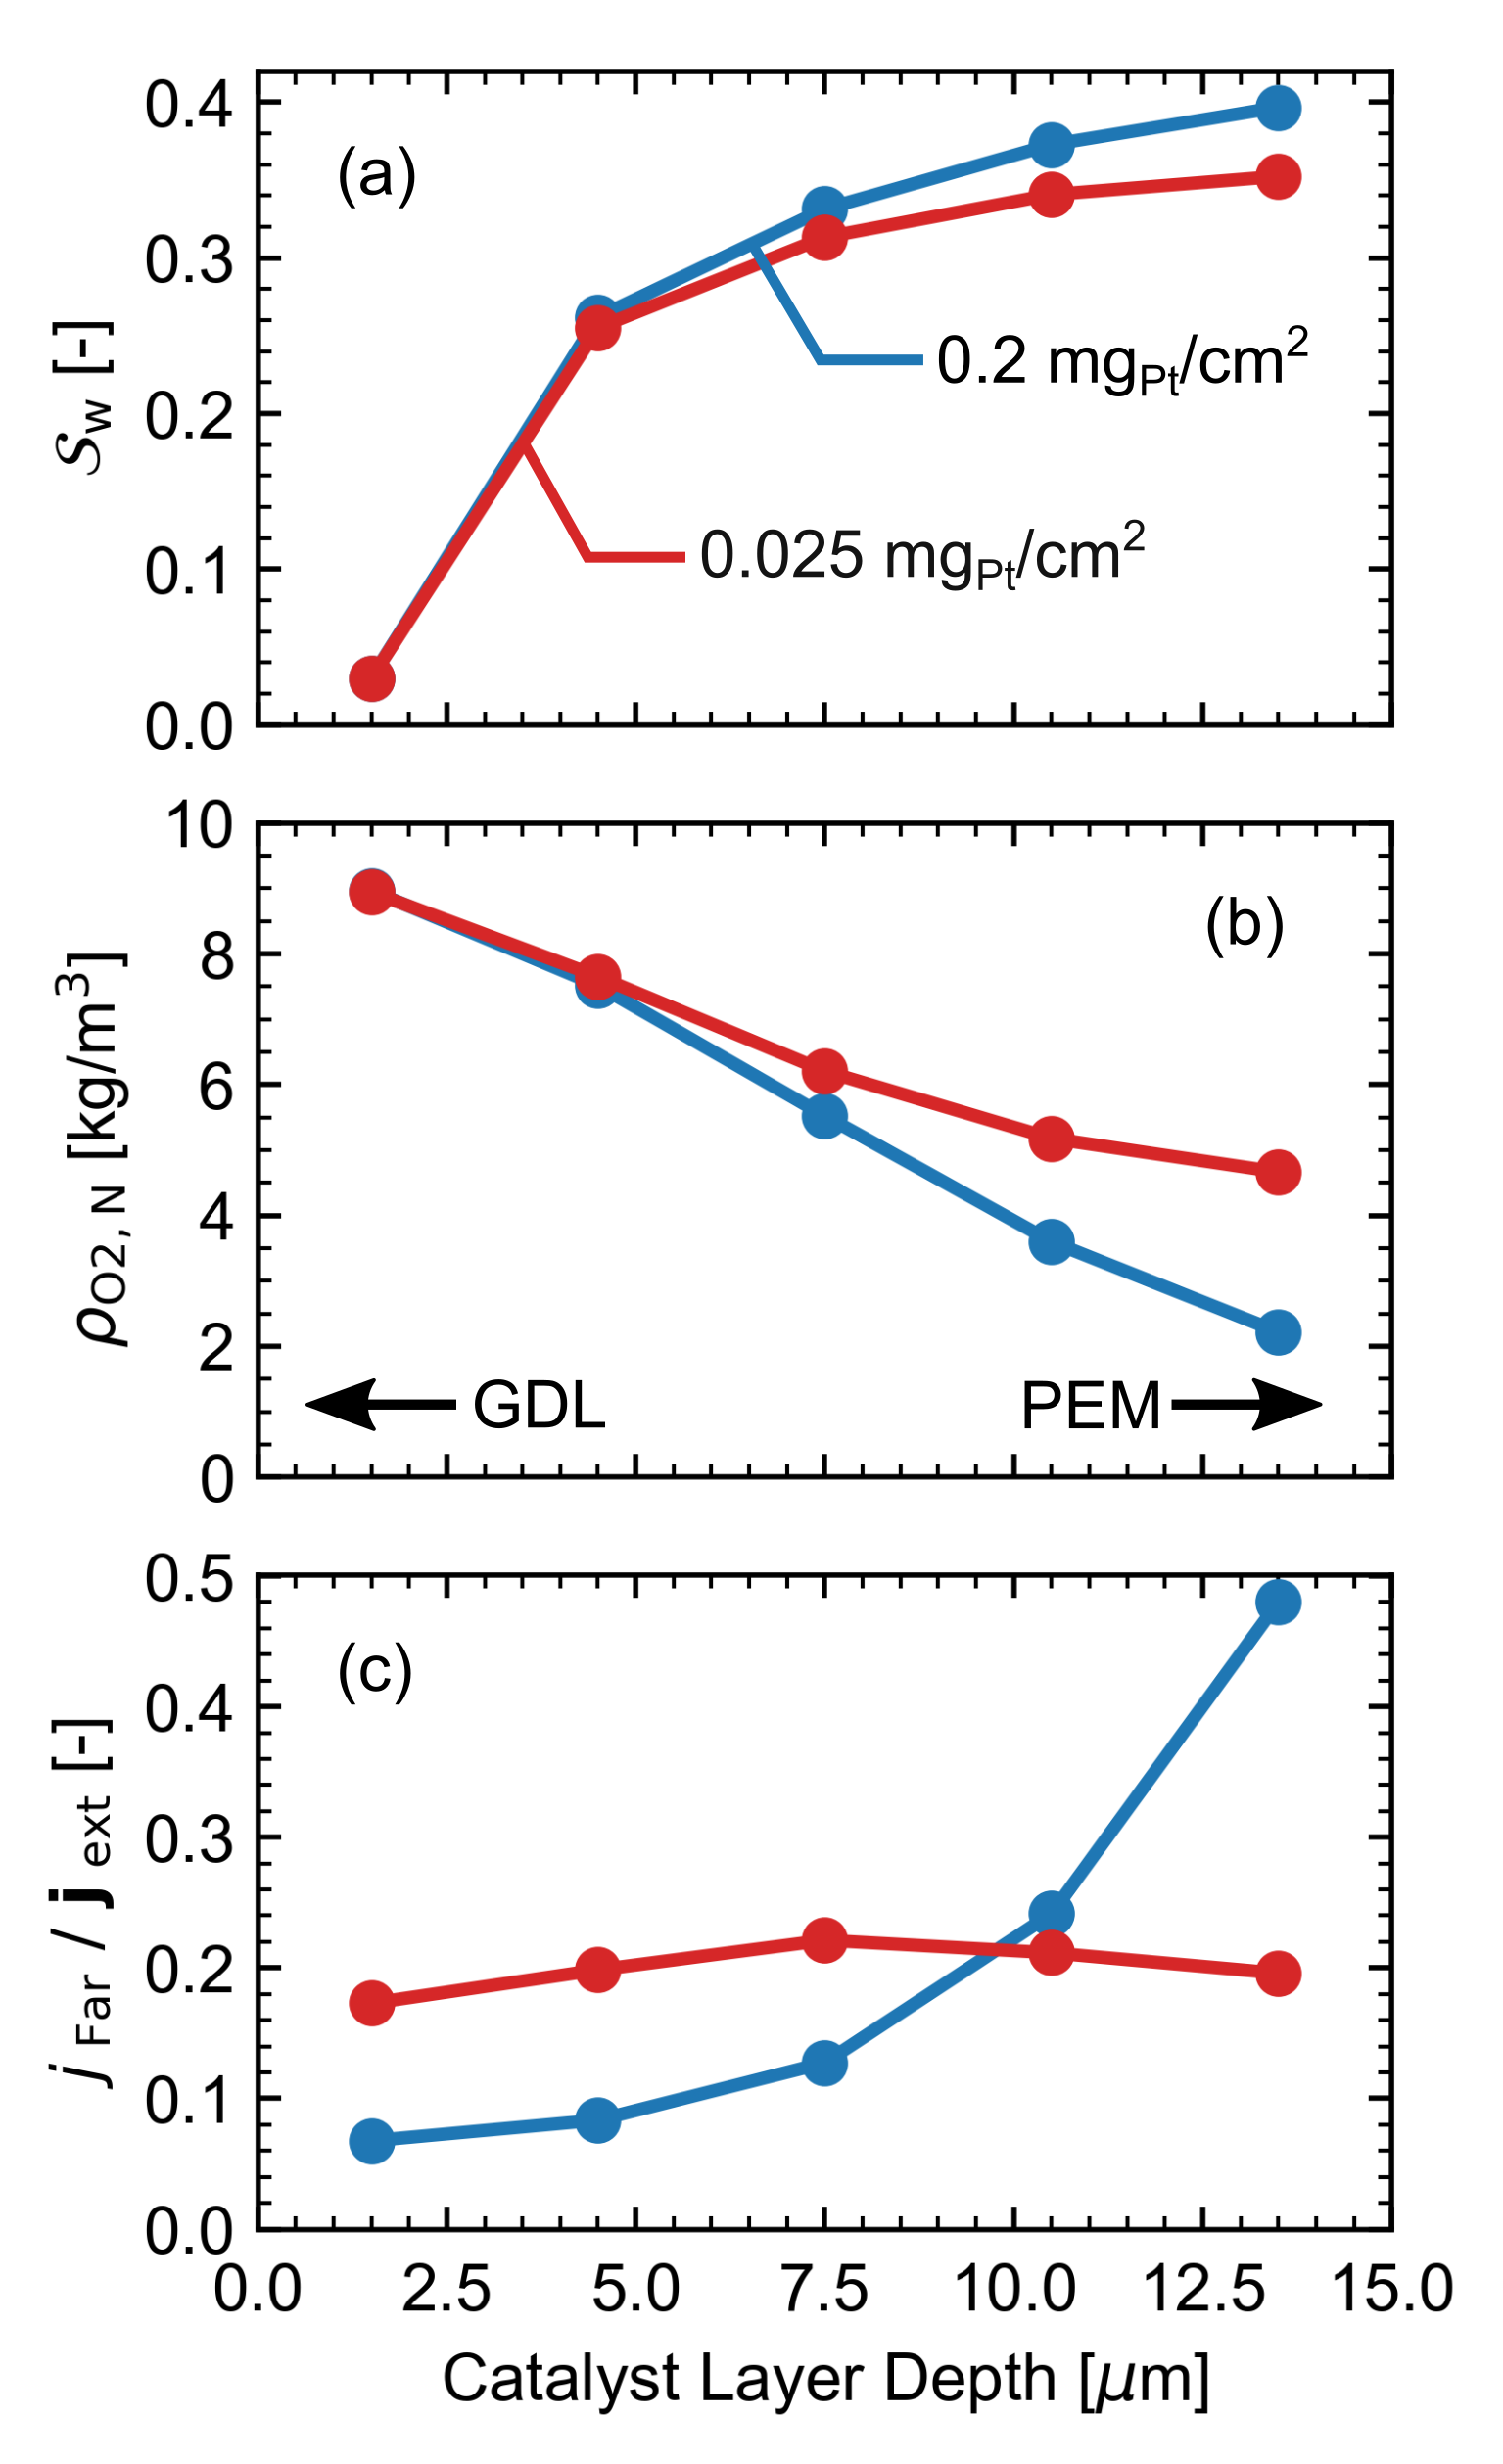 0.4
(a)
0.3
0.2 mgPt/cm²
0.2
𝒮w [-]
0.025 mgPt/cm²
0.1
0.0
10
(b)
8
6
ρO2, N [kg/m³]
4
2
GDL
PEM
0
0.5
(c)
0.4
0.3
j Far / j ext [-]
0.2
0.1
0.0
0.0 2.5 5.0 7.5 10.0 12.5 15.0
Catalyst Layer Depth [μm]